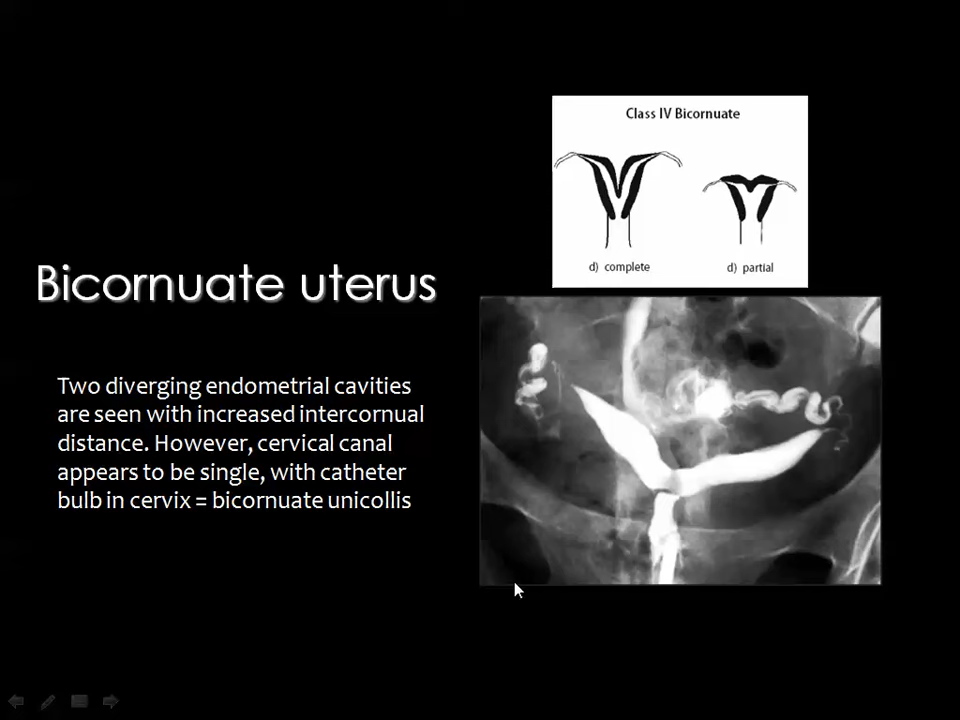 Class IV Bicornuate
d) complete
d) partial
Bicornuate uterus
Two diverging endometrial cavities
are seen with increased intercornual
distance. However, cervical canal
appears to be single, with catheter
bulb in cervix = bicornuate unicollis